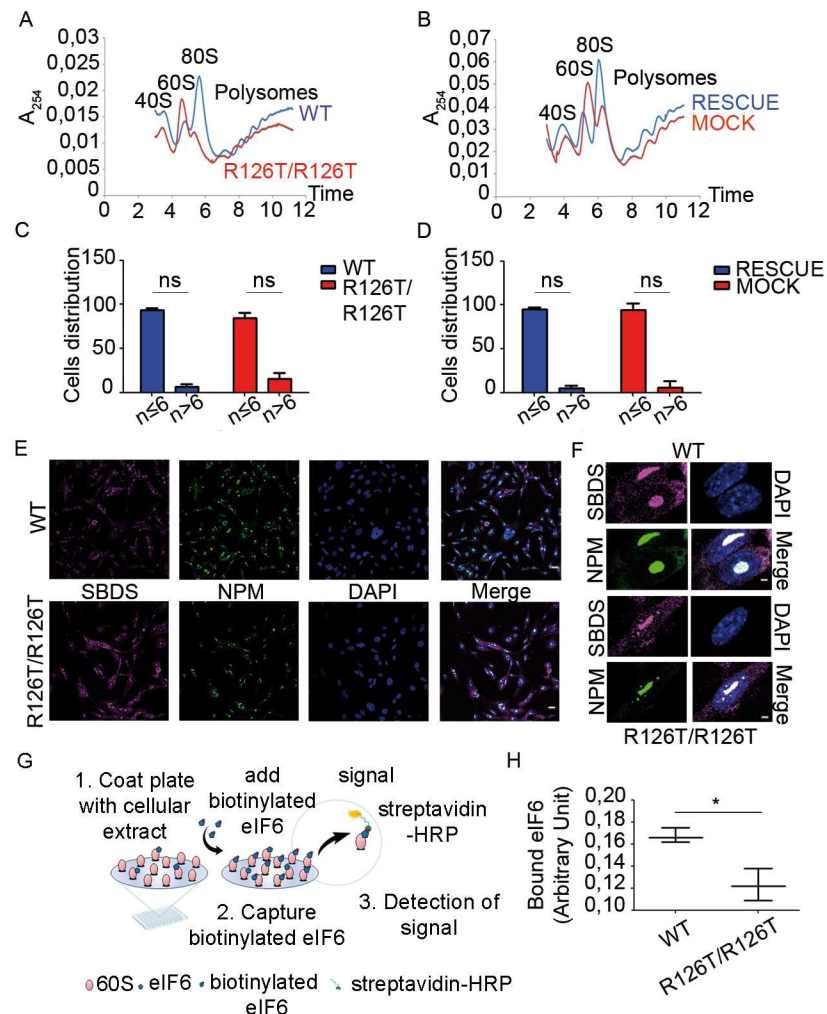 A
0,03
0,025
0,02
0,015
0,01
0,005
0
A254
40S
60S
80S
Polysomes
WT
R126T/R126T
Time
0 2 4 6 8 10 12
B
0,07
0,06
0,05
0,04
0,03
0,02
0,01
0
A254
40S
60S
80S
Polysomes
RESCUE
MOCK
Time
0 2 4 6 8 10 12
C
Cells distribution
150
100
50
0
ns
ns
n≤6 n>6 n≤6 n>6
WT
R126T/
R126T
D
Cells distribution
150
100
50
0
ns
ns
n≤6 n>6 n≤6 n>6
RESCUE
MOCK
E
WT
SBDS NPM DAPI Merge
R126T/R126T
F
WT
SBDS
DAPI
NPM
Merge
SBDS
DAPI
NPM
Merge
R126T/R126T
G
1. Coat plate
with cellular
extract
add
biotinylated
eIF6
signal
streptavidin
-HRP
2. Capture
biotinylated eIF6
3. Detection of
signal
60S eIF6 biotinylated
eIF6
streptavidin-HRP
H
Bound eIF6
(Arbitrary Unit)
0,20
0,16
0,12
0,10
*
WT
R126T/R126T